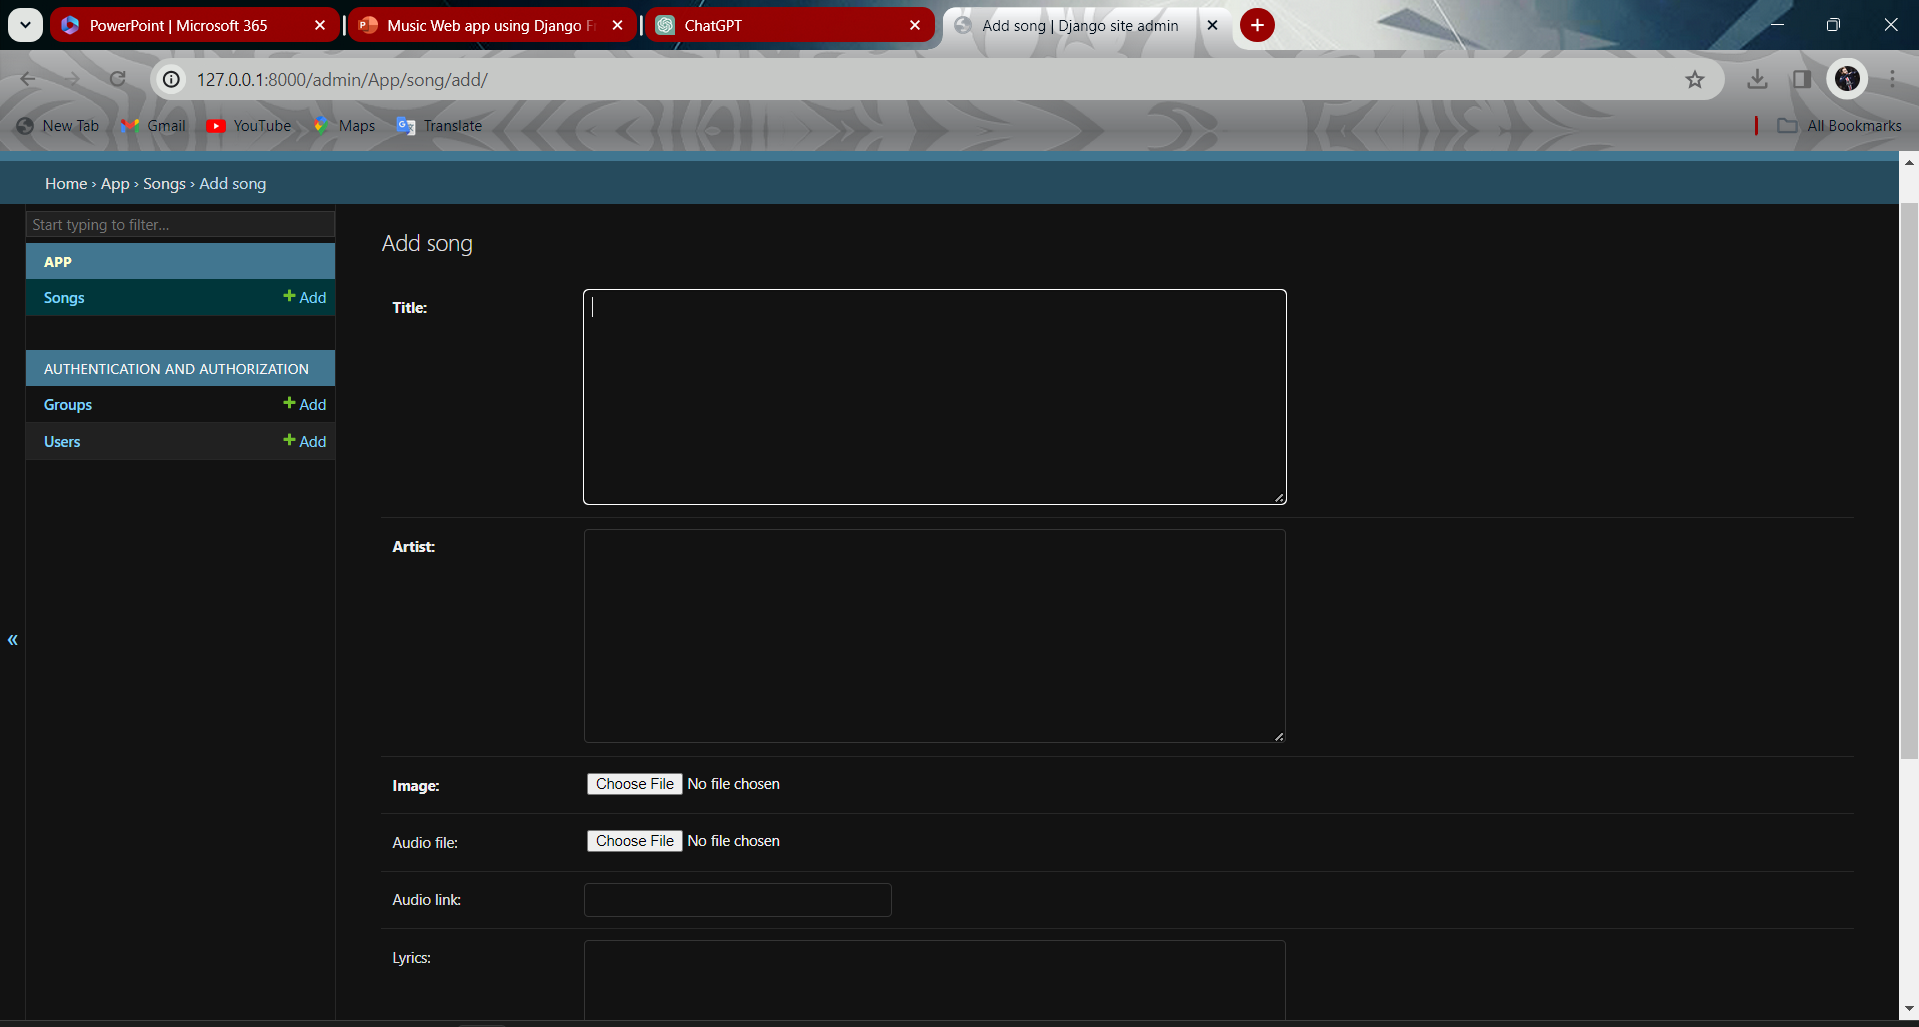 PowerPoint | Microsoft 365
Music Web app using Django F
ChatGPT
Add song | Django site admin
127.0.0.1:8000/admin/App/song/add/
New Tab
Gmail
YouTube
Maps
Translate
All Bookmarks
Home › App › Songs › Add song
Start typing to filter...
APP
Songs
+ Add
AUTHENTICATION AND AUTHORIZATION
Groups
+ Add
Users
+ Add
«
Add song
Title:
Artist:
Image:
Choose File No file chosen
Audio file:
Choose File No file chosen
Audio link:
Lyrics: